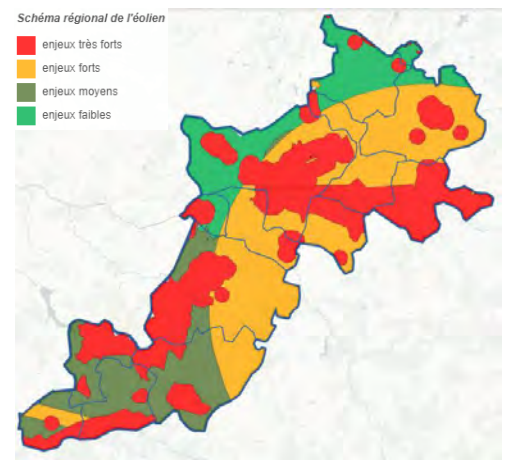 Schéma régional de l'éolien
enjeux très forts
enjeux forts
enjeux moyens
enjeux faibles